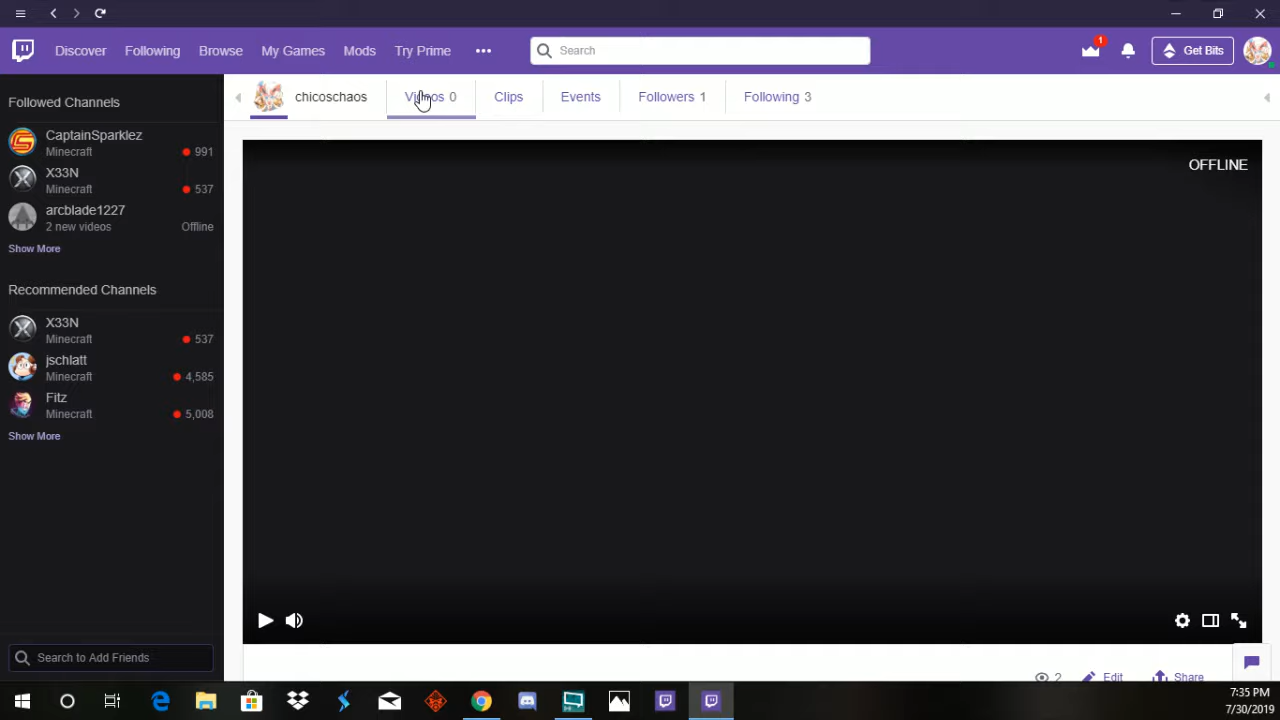 Discover Following Browse My Games Mods Try Prime ••• Search 1 Get Bits
chicoschaos Videos 0 Clips Events Followers 1 Following 3
Followed Channels
CaptainSparklez
Minecraft 991
X33N
Minecraft 537
arcblade1227
2 new videos Offline
Show More
Recommended Channels
X33N
Minecraft 537
jschlatt
Minecraft 4,585
Fitz
Minecraft 5,008
Show More
OFFLINE
Search to Add Friends
2 Edit Share
7:35 PM
7/30/2019